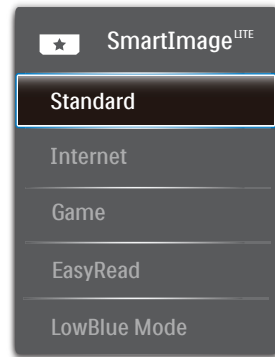 SmartImage LITE
Standard
Internet
Game
EasyRead
LowBlue Mode